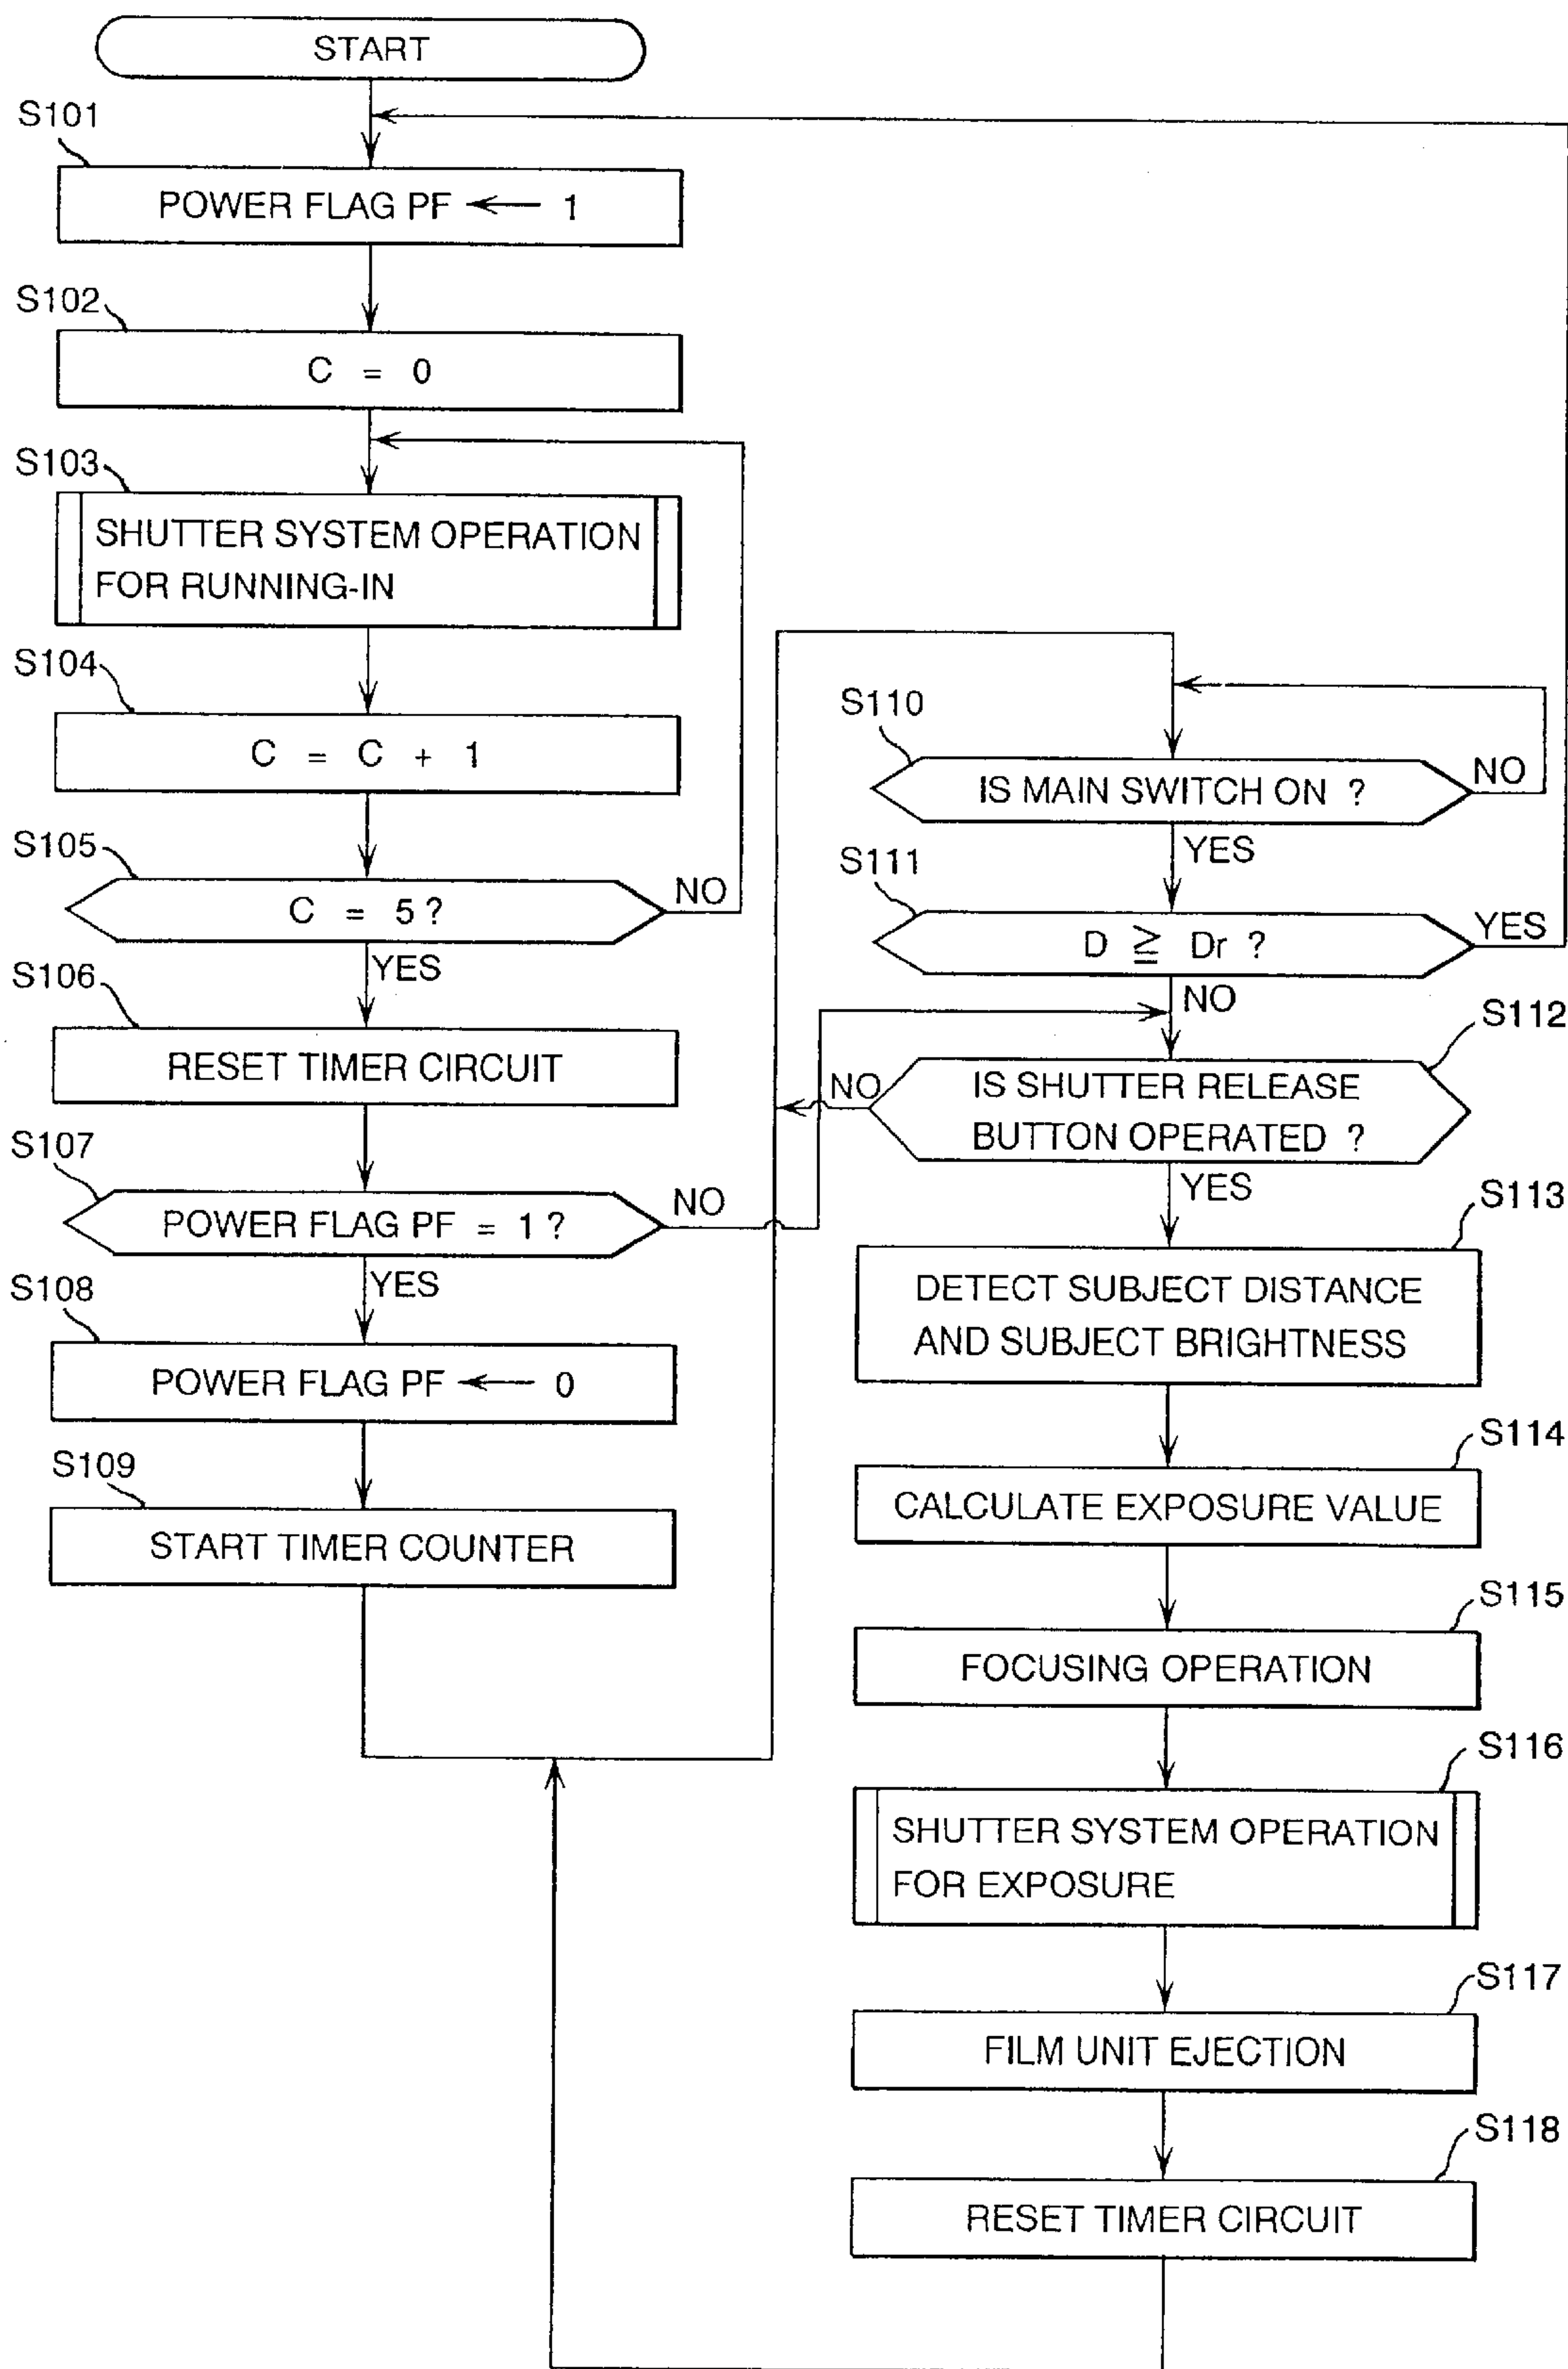 START
S101
POWER FLAG PF ← 1
S102
C = 0
S103
SHUTTER SYSTEM OPERATION
FOR RUNNING-IN
S104
C = C + 1
S105
C = 5 ?
NO
YES
S106
RESET TIMER CIRCUIT
S107
POWER FLAG PF = 1 ?
NO
YES
S108
POWER FLAG PF ← 0
S109
START TIMER COUNTER
S110
IS MAIN SWITCH ON ?
NO
YES
S111
D ≧ Dr ?
YES
NO
S112
IS SHUTTER RELEASE
BUTTON OPERATED ?
NO
YES
S113
DETECT SUBJECT DISTANCE
AND SUBJECT BRIGHTNESS
S114
CALCULATE EXPOSURE VALUE
S115
FOCUSING OPERATION
S116
SHUTTER SYSTEM OPERATION
FOR EXPOSURE
S117
FILM UNIT EJECTION
S118
RESET TIMER CIRCUIT